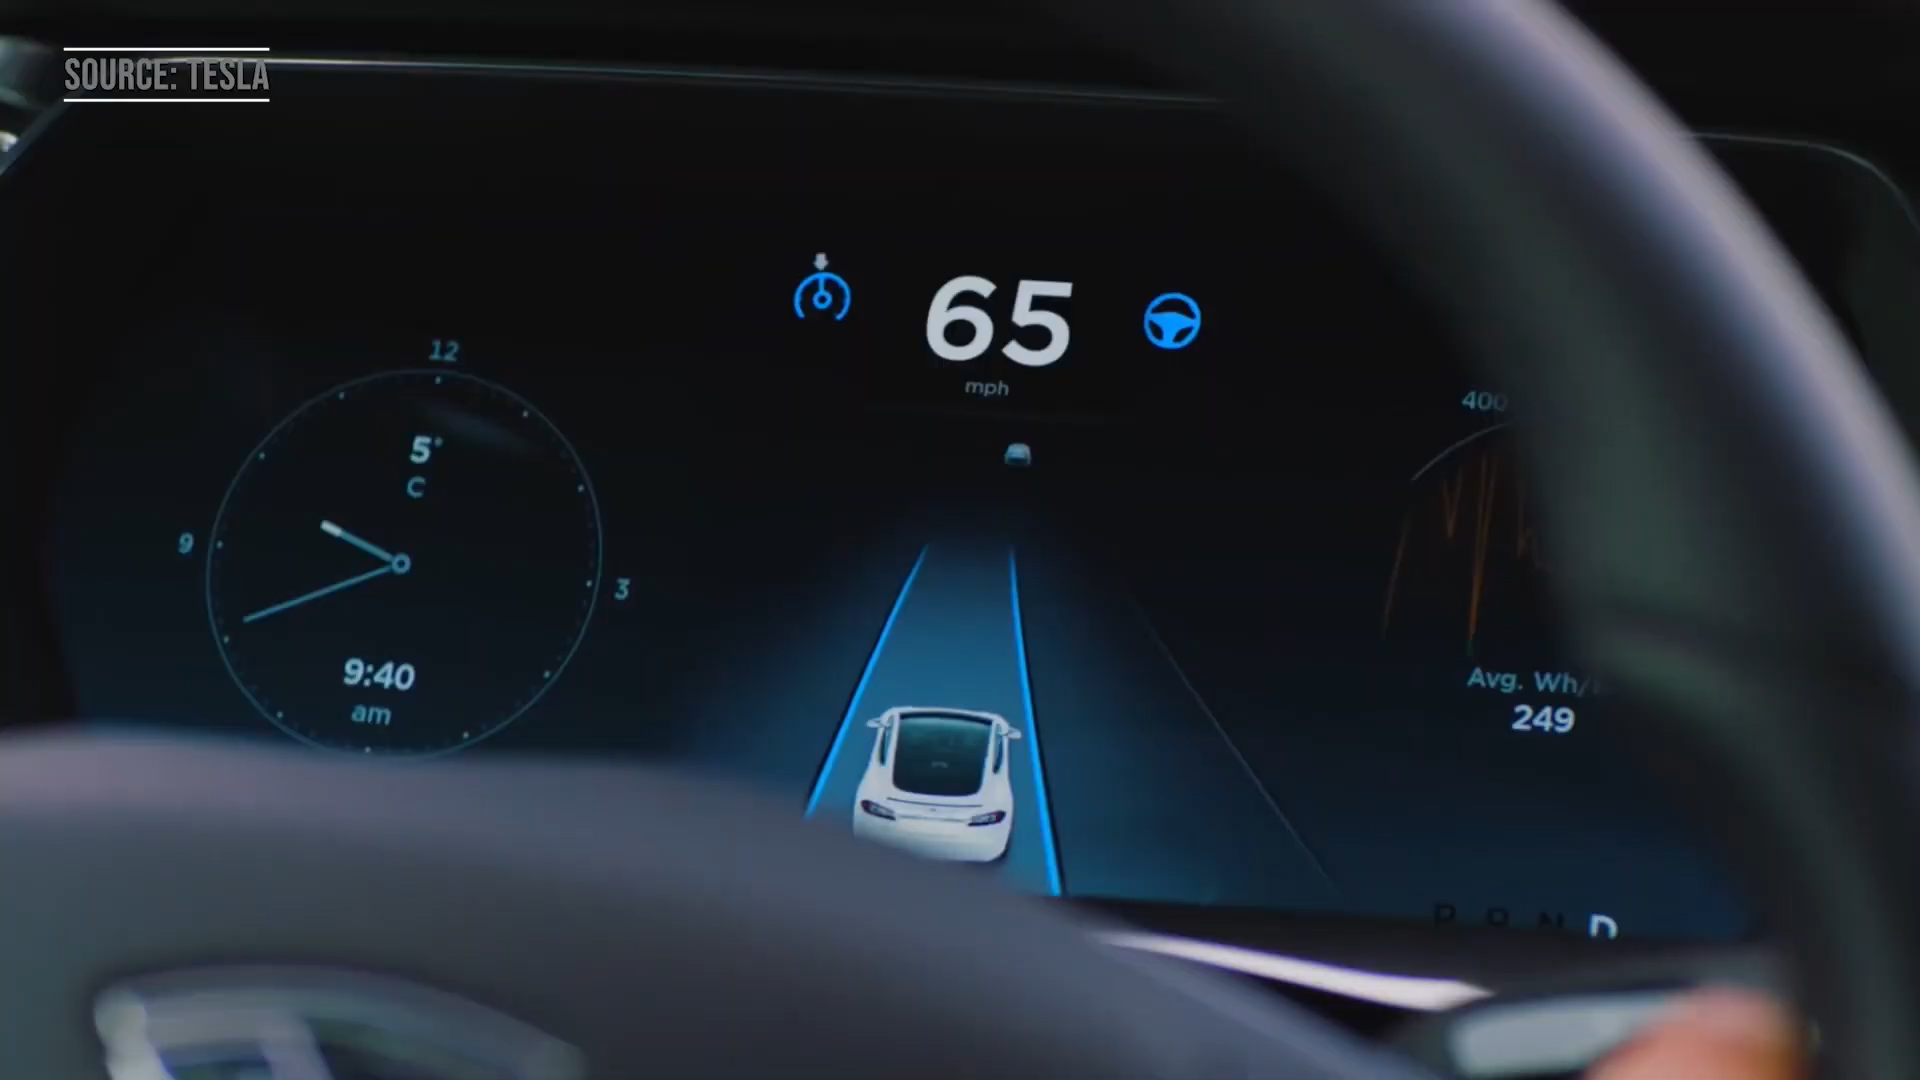 SOURCE: TESLA
65
mph
12
5°
C
9
3
9:40
am
400
Avg. Wh/
249
P R N D